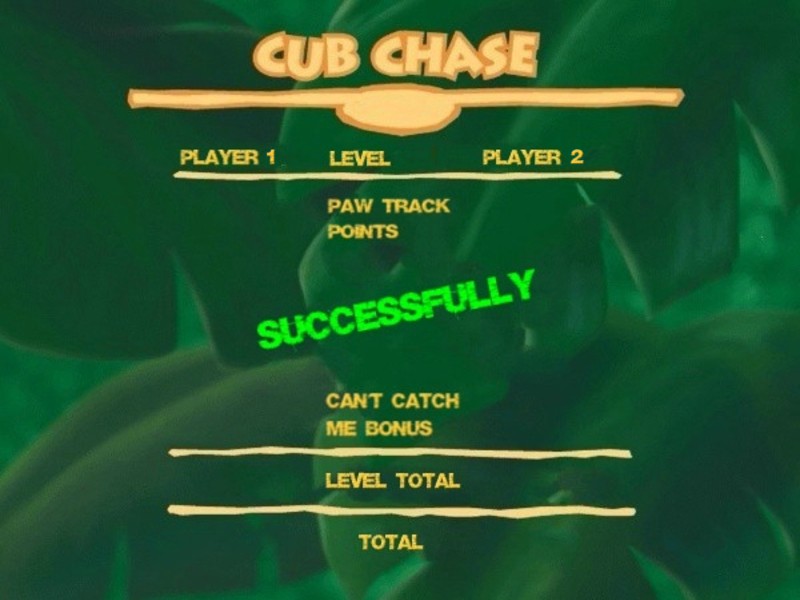 CUB CHASE
PLAYER 1 LEVEL PLAYER 2
PAW TRACK
POINTS
SUCCESSFULLY
CAN'T CATCH
ME BONUS
LEVEL TOTAL
TOTAL